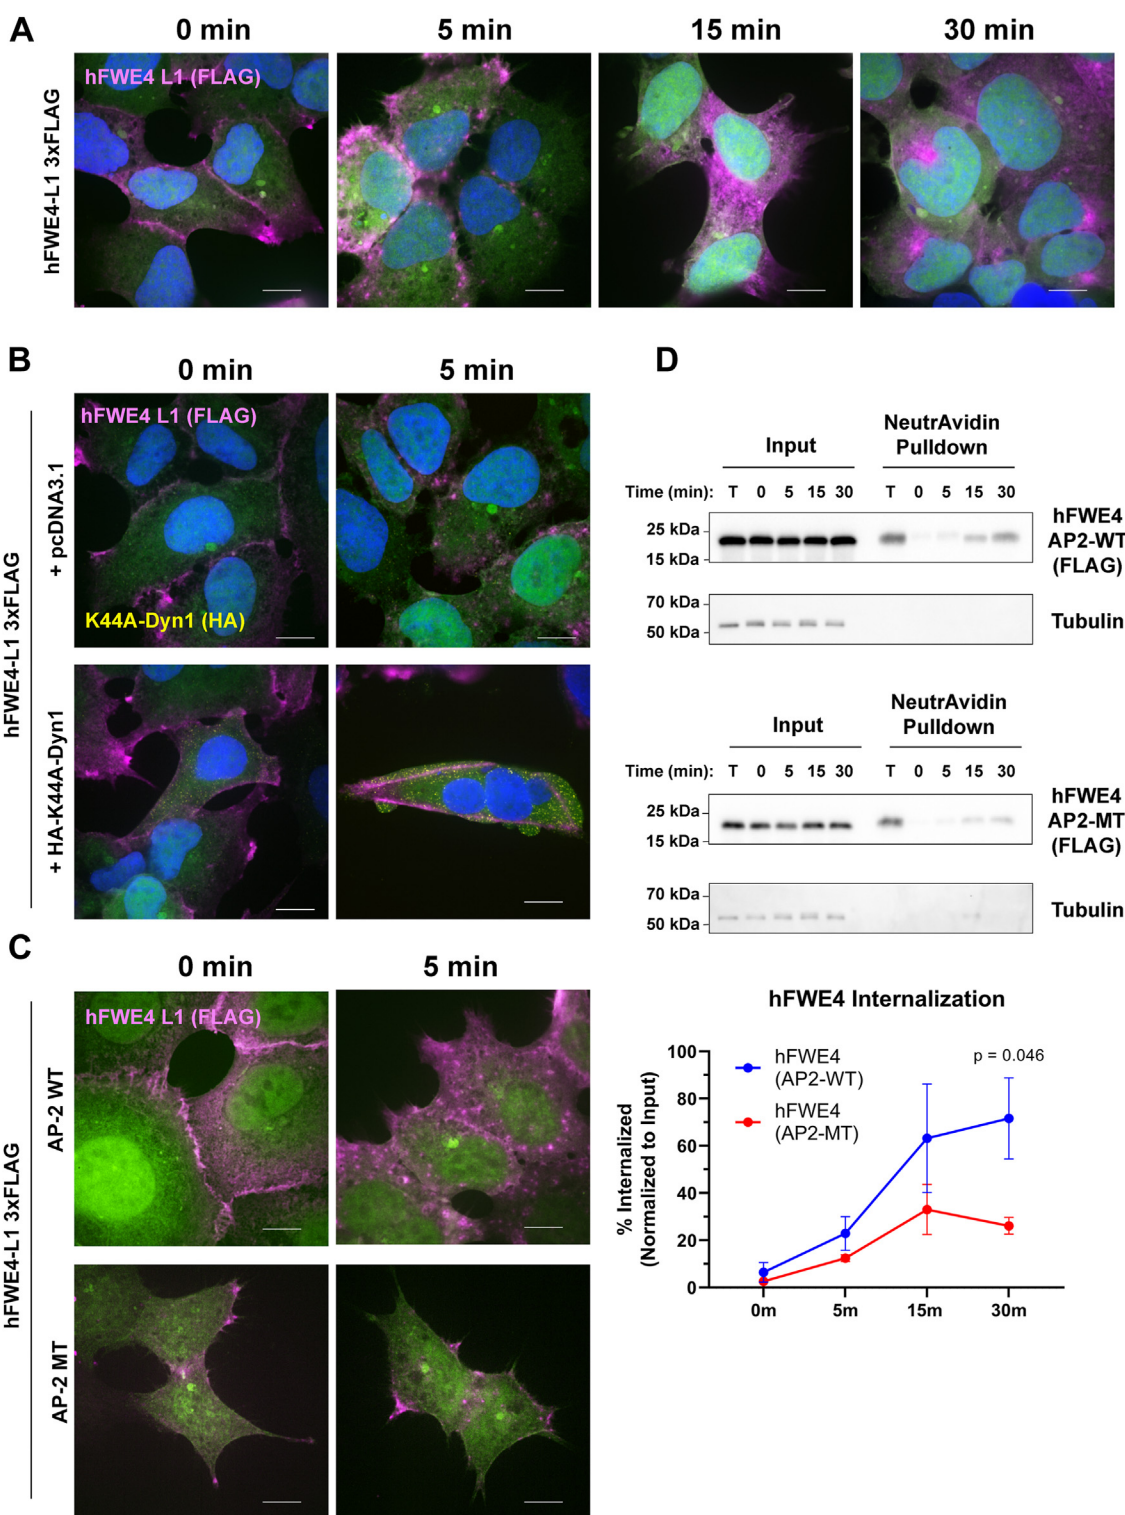 A
0 min
5 min
15 min
30 min
hFWE4-L1 3xFLAG
hFWE4 L1 (FLAG)
B
0 min
5 min
hFWE4-L1 3xFLAG
+ pcDNA3.1
hFWE4 L1 (FLAG)
K44A-Dyn1 (HA)
+ HA-K44A-Dyn1
C
0 min
5 min
hFWE4-L1 3xFLAG
AP-2 WT
hFWE4 L1 (FLAG)
AP-2 MT
D
Input
NeutrAvidin
Pulldown
Time (min): T 0 5 15 30 T 0 5 15 30
25 kDa
15 kDa
hFWE4
AP2-WT
(FLAG)
70 kDa
50 kDa
Tubulin
Input
NeutrAvidin
Pulldown
Time (min): T 0 5 15 30 T 0 5 15 30
25 kDa
15 kDa
hFWE4
AP2-MT
(FLAG)
70 kDa
50 kDa
Tubulin
hFWE4 Internalization
% Internalized
(Normalized to Input)
100
80
60
40
20
0
hFWE4
(AP2-WT)
hFWE4
(AP2-MT)
p = 0.046
0m 5m 15m 30m